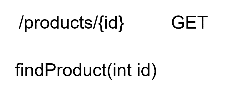 /products/{id} GET
findProduct(int id)